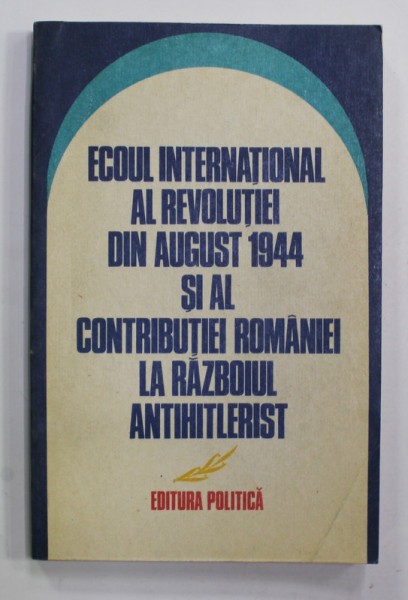 ECOUL INTERNAȚIONAL
AL REVOLUȚIEI
DIN AUGUST 1944
ȘI AL
CONTRIBUȚIEI ROMÂNIEI
LA RĂZBOIUL
ANTIHITLERIST
EDITURA POLITICĂ